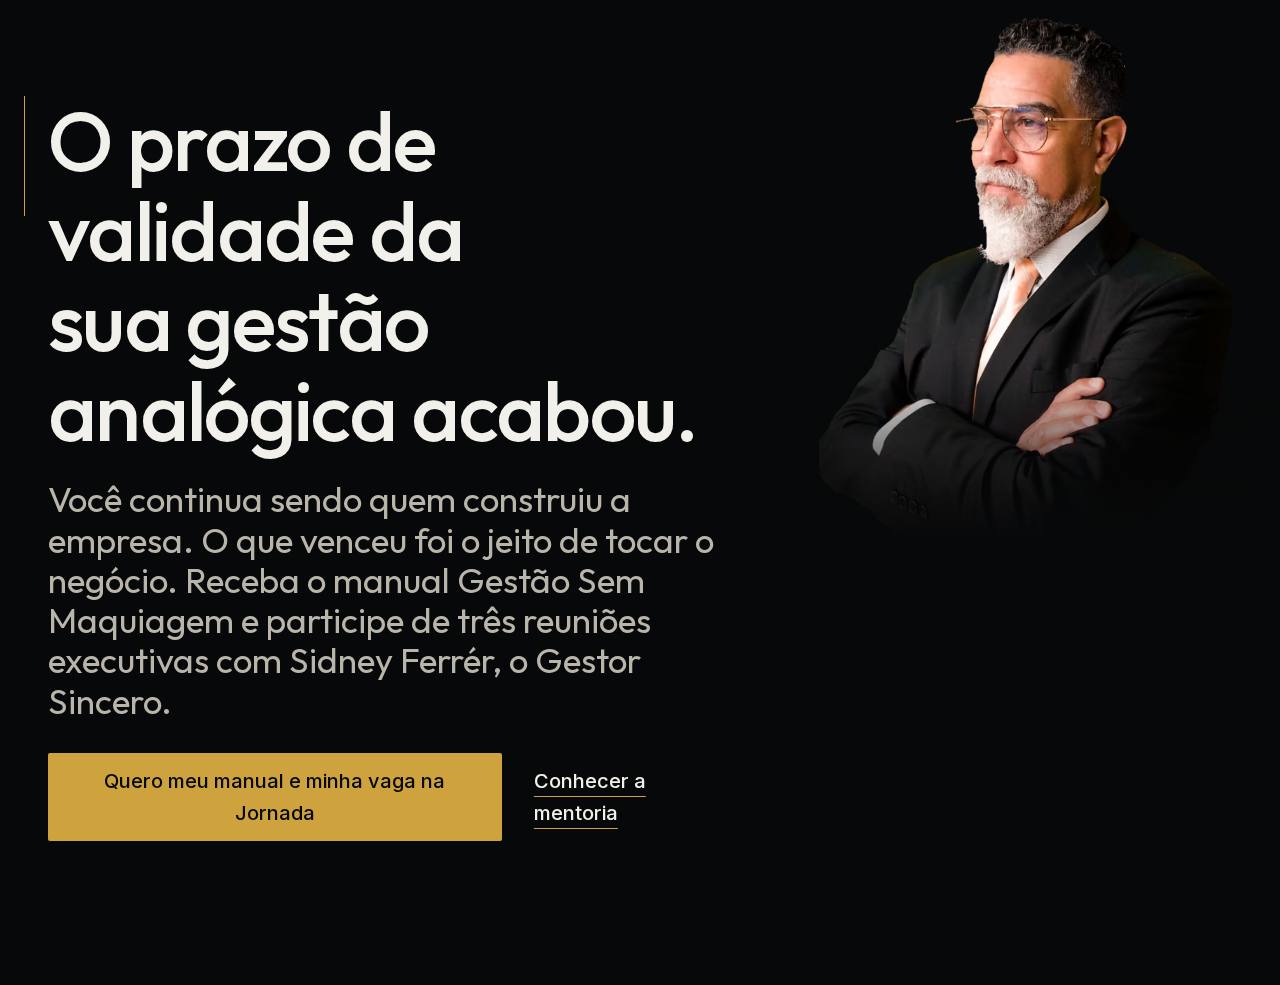 O prazo de
validade da
sua gestão
analógica acabou.
Você continua sendo quem construiu a
empresa. O que venceu foi o jeito de tocar o
negócio. Receba o manual Gestão Sem
Maquiagem e participe de três reuniões
executivas com Sidney Ferrér, o Gestor
Sincero.
Quero meu manual e minha vaga na
Jornada
Conhecer a
mentoria